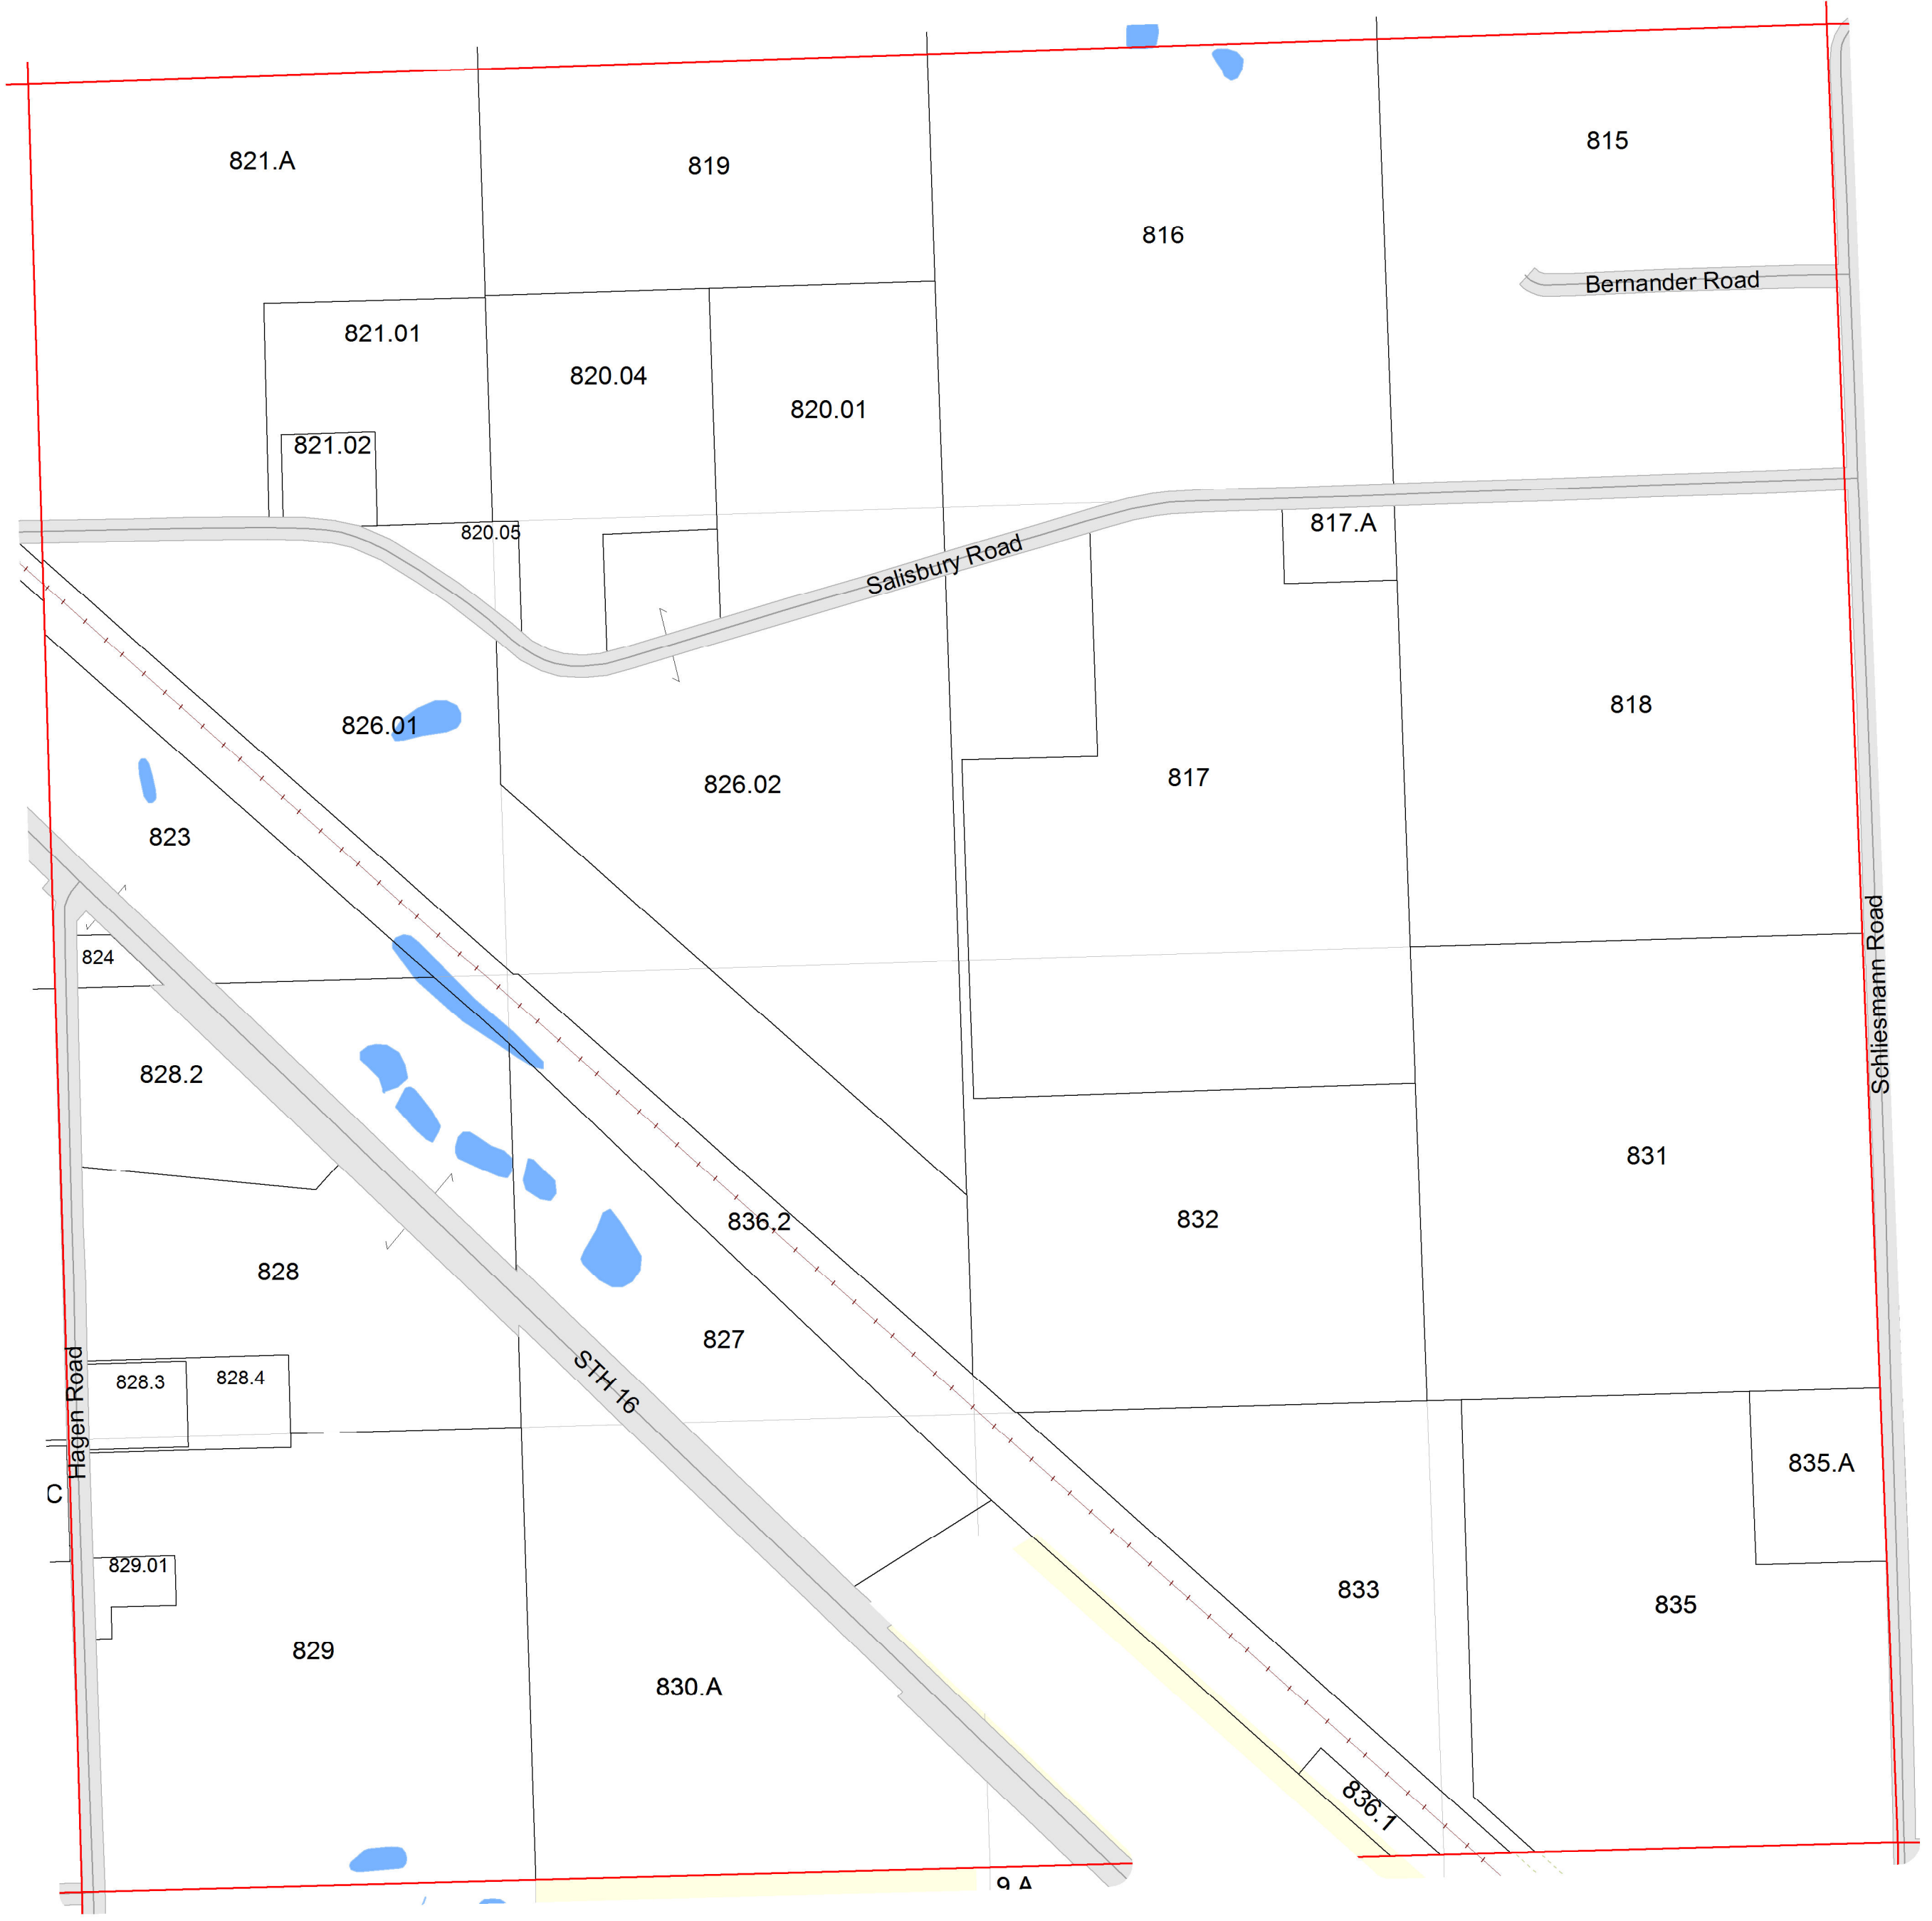 815
821.A
819
816
Bernander Road
821.01
820.04
820.01
821.02
817.A
820.05
Salisbury Road
818
826.01
817
826.02
823
824
Schliesmann Road
828.2
831
832
836.2
828
827
STH 16
828.3
828.4
Hagen Road
835.A
C
829.01
833
835
829
830.A
836.1
9.A